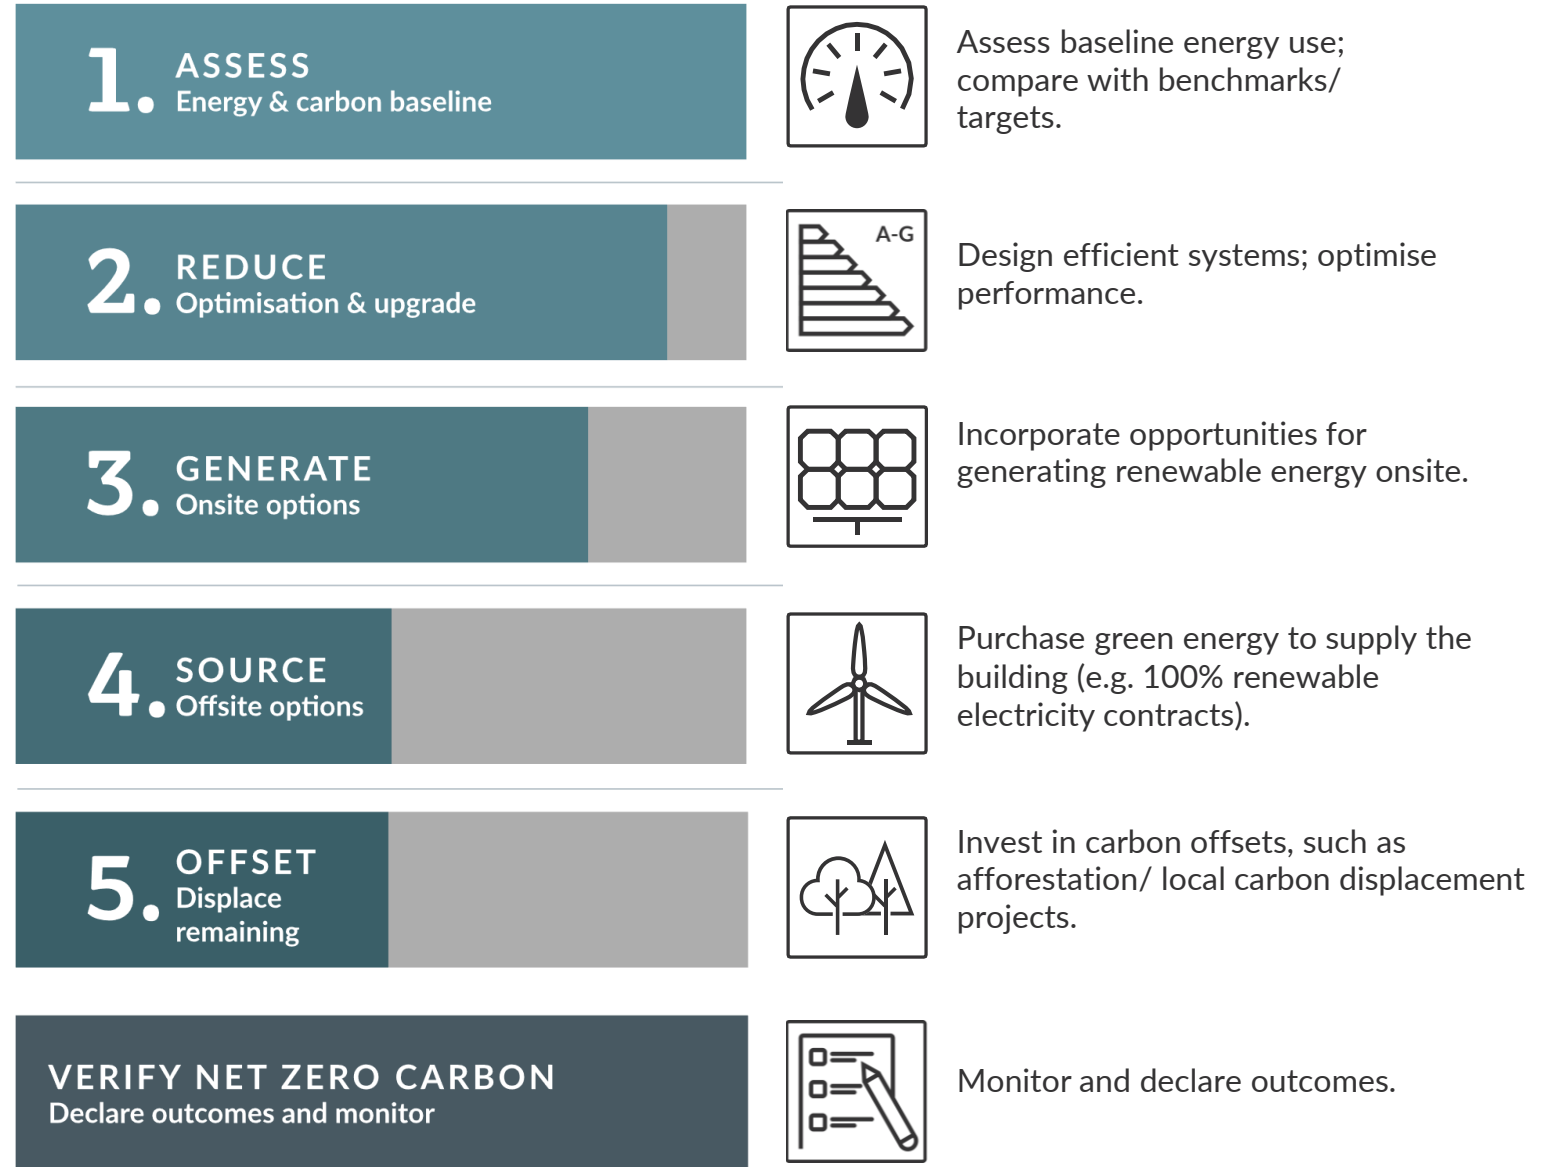 1. ASSESS
Energy & carbon baseline
Assess baseline energy use;
compare with benchmarks/
targets.
2. REDUCE
Optimisation & upgrade
A-G
Design efficient systems; optimise
performance.
3. GENERATE
Onsite options
Incorporate opportunities for
generating renewable energy onsite.
4. SOURCE
Offsite options
Purchase green energy to supply the
building (e.g. 100% renewable
electricity contracts).
5. OFFSET
Displace
remaining
Invest in carbon offsets, such as
afforestation/ local carbon displacement
projects.
VERIFY NET ZERO CARBON
Declare outcomes and monitor
Monitor and declare outcomes.